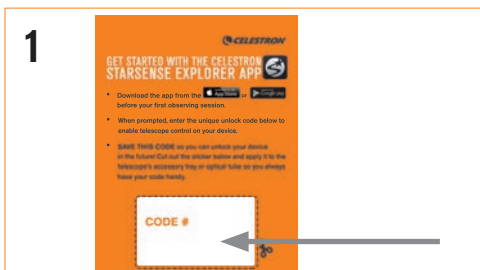 1
CELESTRON
GET STARTED WITH THE CELESTRON
STARSENSE EXPLORER APP
• Download the app from the App Store or Google Play
before your first observing session.
• When prompted, enter the unique unlock code below to
enable telescope control on your device.
• SAVE THIS CODE so you can unlock your device
in the future! Cut out the sticker below and apply it to the
telescope's accessory tray or optical tube so you always
have your code handy.
CODE #